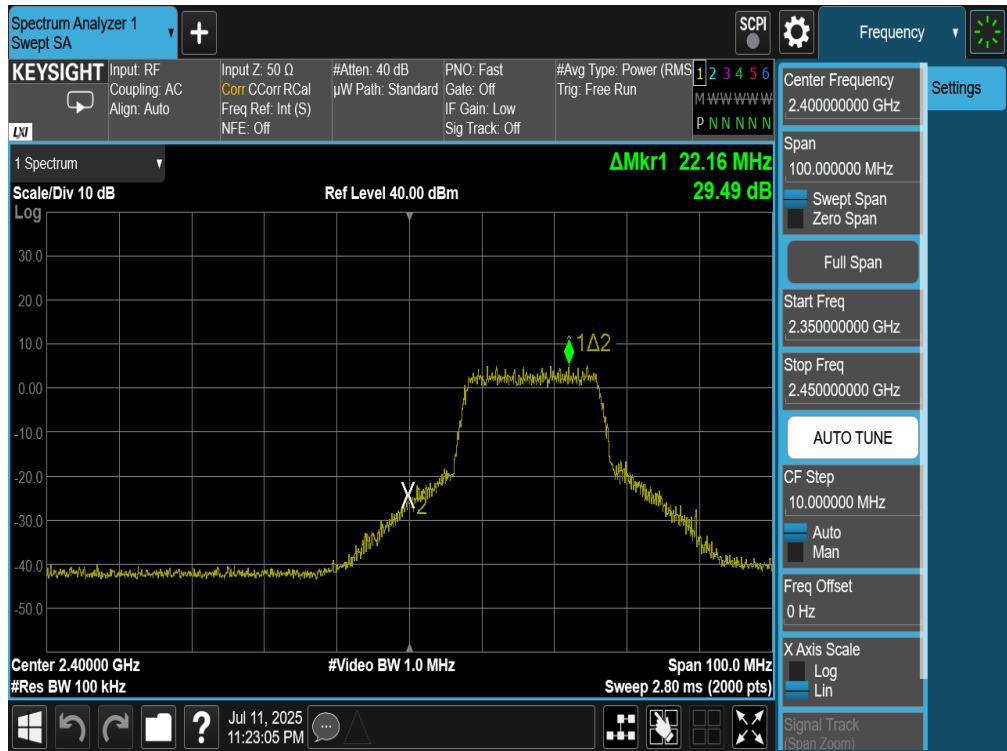 Spectrum Analyzer 1
Swept SA
+
SCPI
Frequency
KEYSIGHT
LXI
Input: RF
Coupling: AC
Align: Auto
Input Z: 50 Ω
Corr CCorr RCal
Freq Ref: Int (S)
NFE: Off
#Atten: 40 dB
µW Path: Standard
PNO: Fast
Gate: Off
IF Gain: Low
Sig Track: Off
#Avg Type: Power (RMS
Trig: Free Run
1 2 3 4 5 6
M W W W W W
P N N N N N
Center Frequency
2.400000000 GHz
Settings
Span
100.000000 MHz
Swept Span
Zero Span
Full Span
Start Freq
2.350000000 GHz
Stop Freq
2.450000000 GHz
AUTO TUNE
CF Step
10.000000 MHz
Auto
Man
Freq Offset
0 Hz
X Axis Scale
Log
Lin
Signal Track
(Span Zoom)
1 Spectrum
ΔMkr1 22.16 MHz
29.49 dB
Scale/Div 10 dB
Ref Level 40.00 dBm
Log
30.0
20.0
10.0
0.00
-10.0
-20.0
-30.0
-40.0
-50.0
1Δ2
2
Center 2.40000 GHz
#Video BW 1.0 MHz
Span 100.0 MHz
#Res BW 100 kHz
Sweep 2.80 ms (2000 pts)
?
Jul 11, 2025
11:23:05 PM